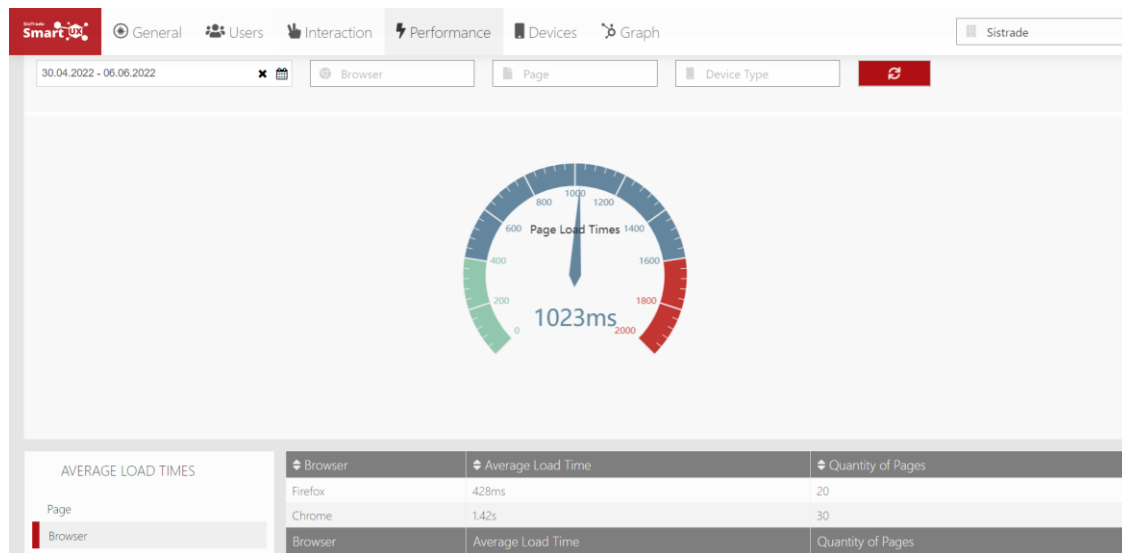 SisTrade
Smart UX
General Users Interaction Performance Devices Graph Sistrade
30.04.2022 - 06.06.2022 Browser Page Device Type
1000
800 1200
600 Page Load Times 1400
400 1600
200 1800
1023ms
0 2000
AVERAGE LOAD TIMES
Page
Browser
Browser Average Load Time Quantity of Pages
Firefox 428ms 20
Chrome 1.42s 30
Browser Average Load Time Quantity of Pages